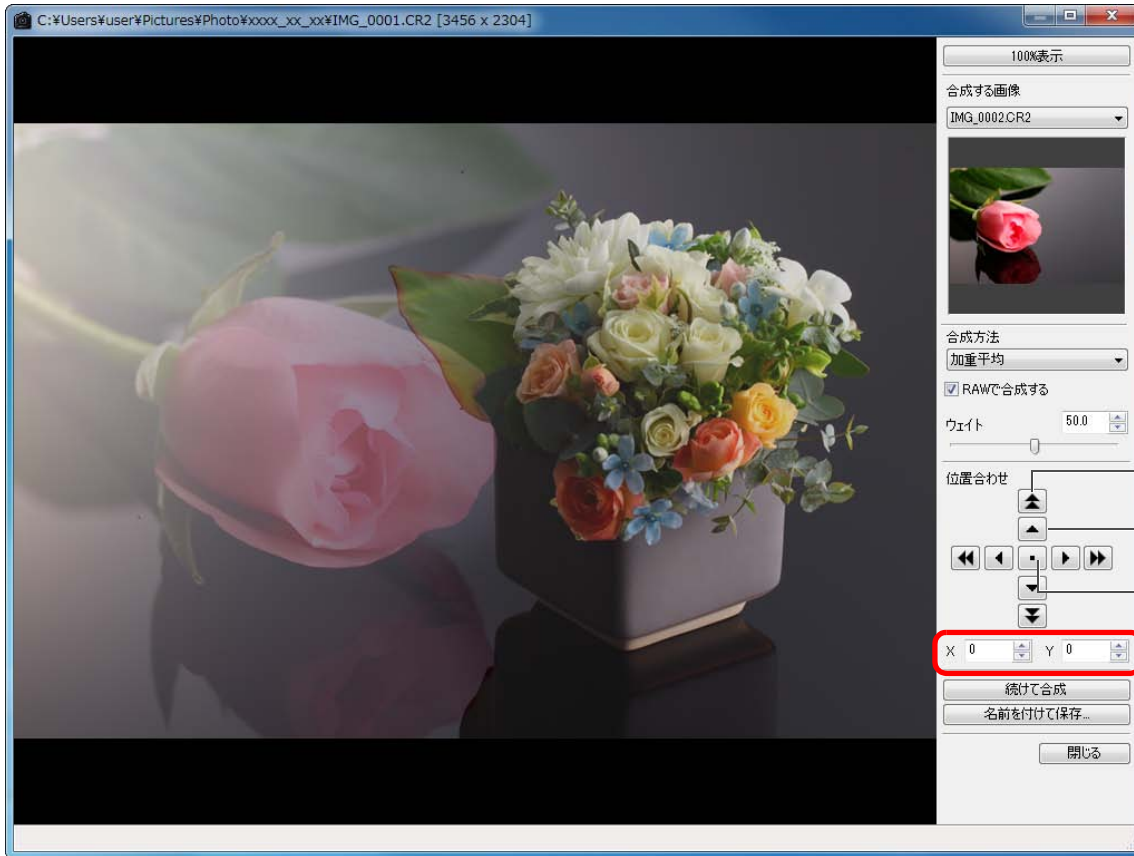 C:¥Users¥user¥Pictures¥Photo¥xxxx_xx_xx¥IMG_0001.CR2 [3456 x 2304]
100%表示
合成する画像
IMG_0002.CR2
合成方法
加重平均
RAWで合成する
ウェイト 50.0
位置合わせ
X 0 Y 0
続けて合成
名前を付けて保存...
閉じる